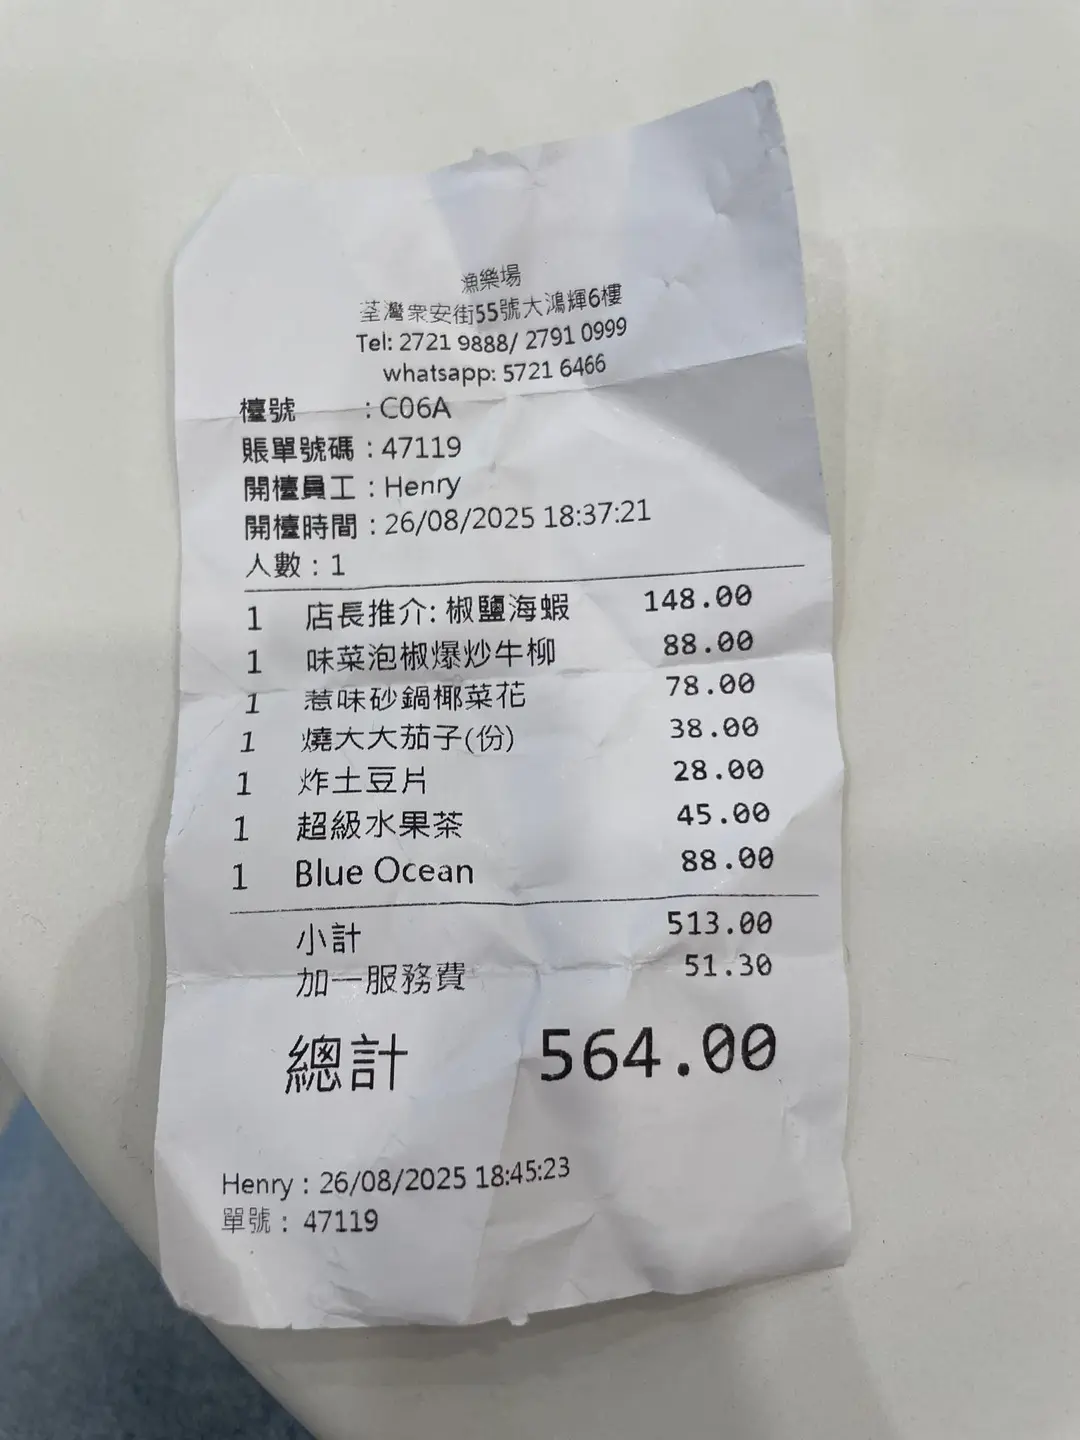 漁樂場
荃灣衆安街55號大鴻輝6樓
Tel: 2721 9888/ 2791 0999
whatsapp: 5721 6466
檯號 : C06A
賬單號碼 : 47119
開檯員工 : Henry
開檯時間 : 26/08/2025 18:37:21
人數 : 1
1 店長推介: 椒鹽海蝦 148.00
1 味菜泡椒爆炒牛柳 88.00
1 惹味砂鍋椰菜花 78.00
1 燒大大茄子(份) 38.00
1 炸土豆片 28.00
1 超級水果茶 45.00
1 Blue Ocean 88.00
小計 513.00
加一服務費 51.30
總計 564.00
Henry : 26/08/2025 18:45:23
單號 : 47119